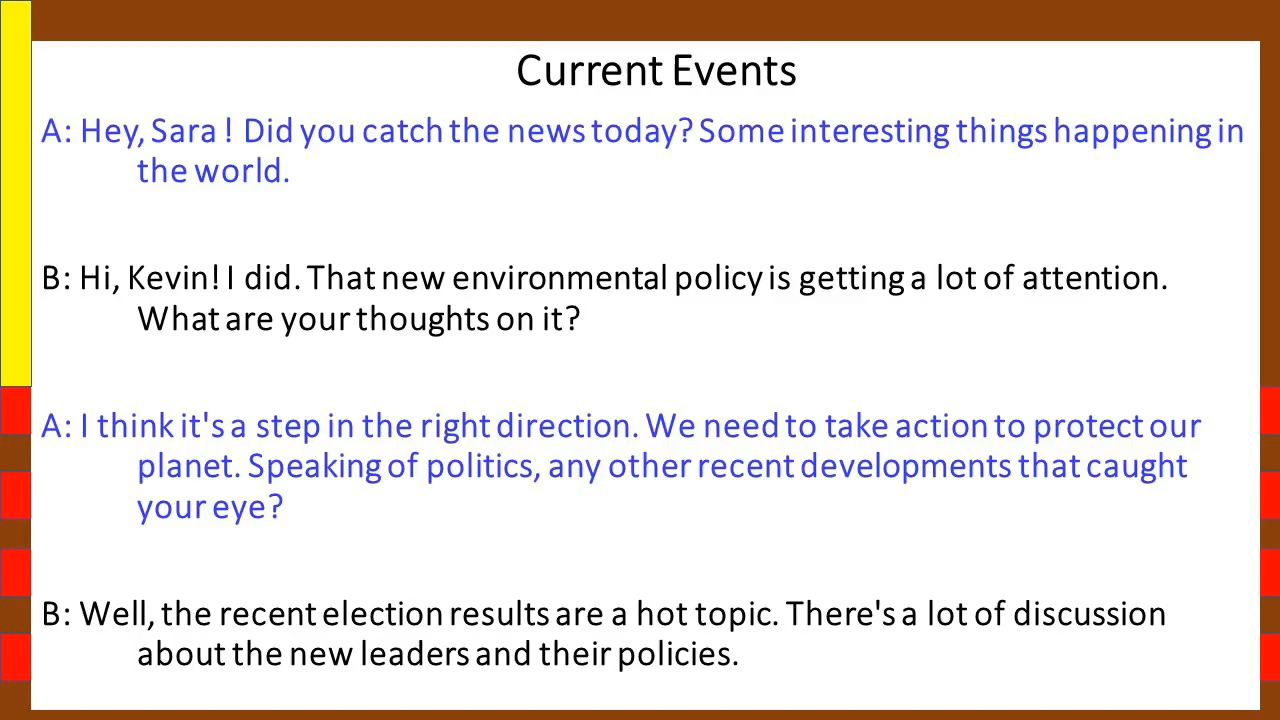 Current Events
A: Hey, Sara ! Did you catch the news today? Some interesting things happening in
the world.
B: Hi, Kevin! I did. That new environmental policy is getting a lot of attention.
What are your thoughts on it?
A: I think it's a step in the right direction. We need to take action to protect our
planet. Speaking of politics, any other recent developments that caught
your eye?
B: Well, the recent election results are a hot topic. There's a lot of discussion
about the new leaders and their policies.